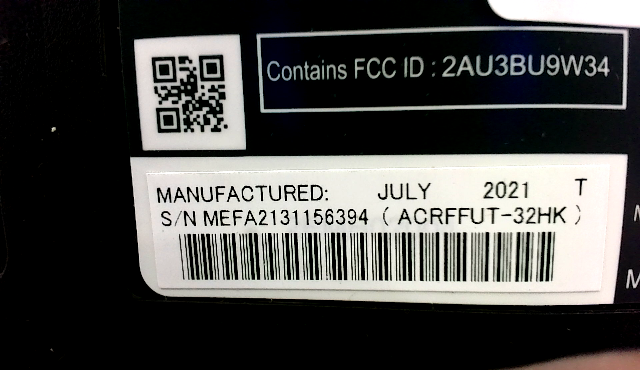 Contains FCC ID : 2AU3BU9W34
MANUFACTURED: JULY 2021 T
S/N MEFA2131156394 ( ACRFFUT-32HK )
M
M